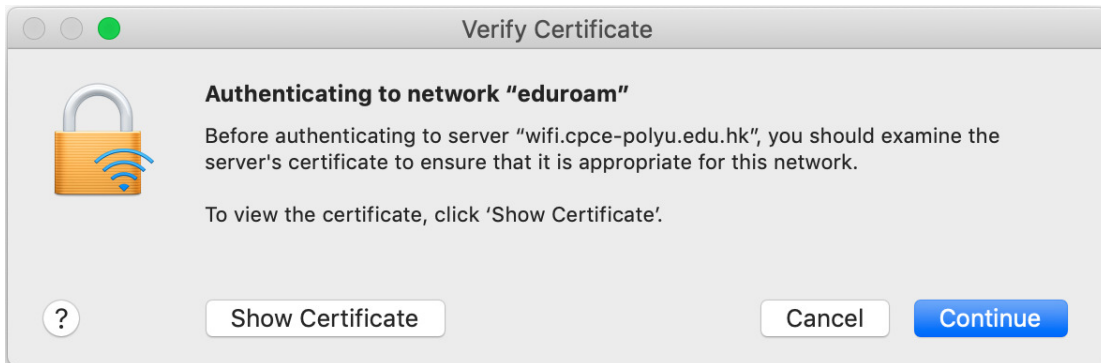 Verify Certificate
Authenticating to network “eduroam”
Before authenticating to server “wifi.cpce-polyu.edu.hk”, you should examine the
server's certificate to ensure that it is appropriate for this network.
To view the certificate, click ‘Show Certificate’.
?
Show Certificate
Cancel
Continue